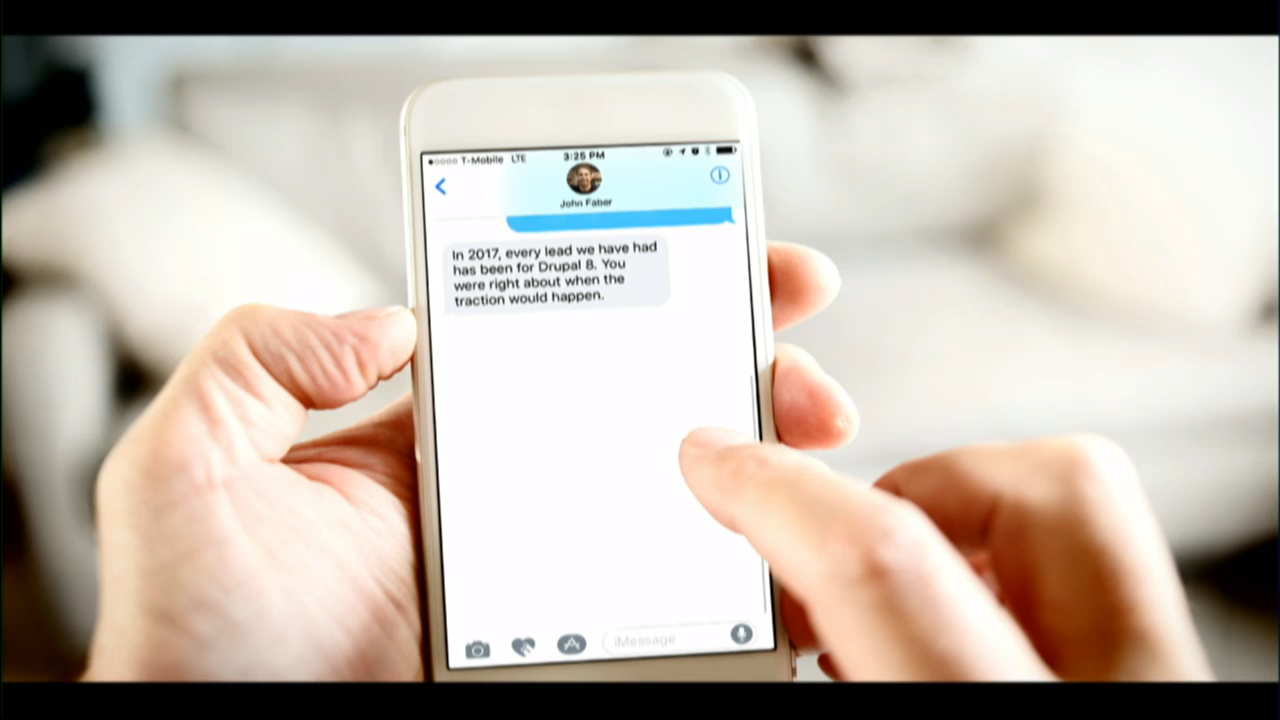 T-Mobile LTE 3:25 PM
John Faber
In 2017, every lead we have had
has been for Drupal 8. You
were right about when the
traction would happen.
iMessage